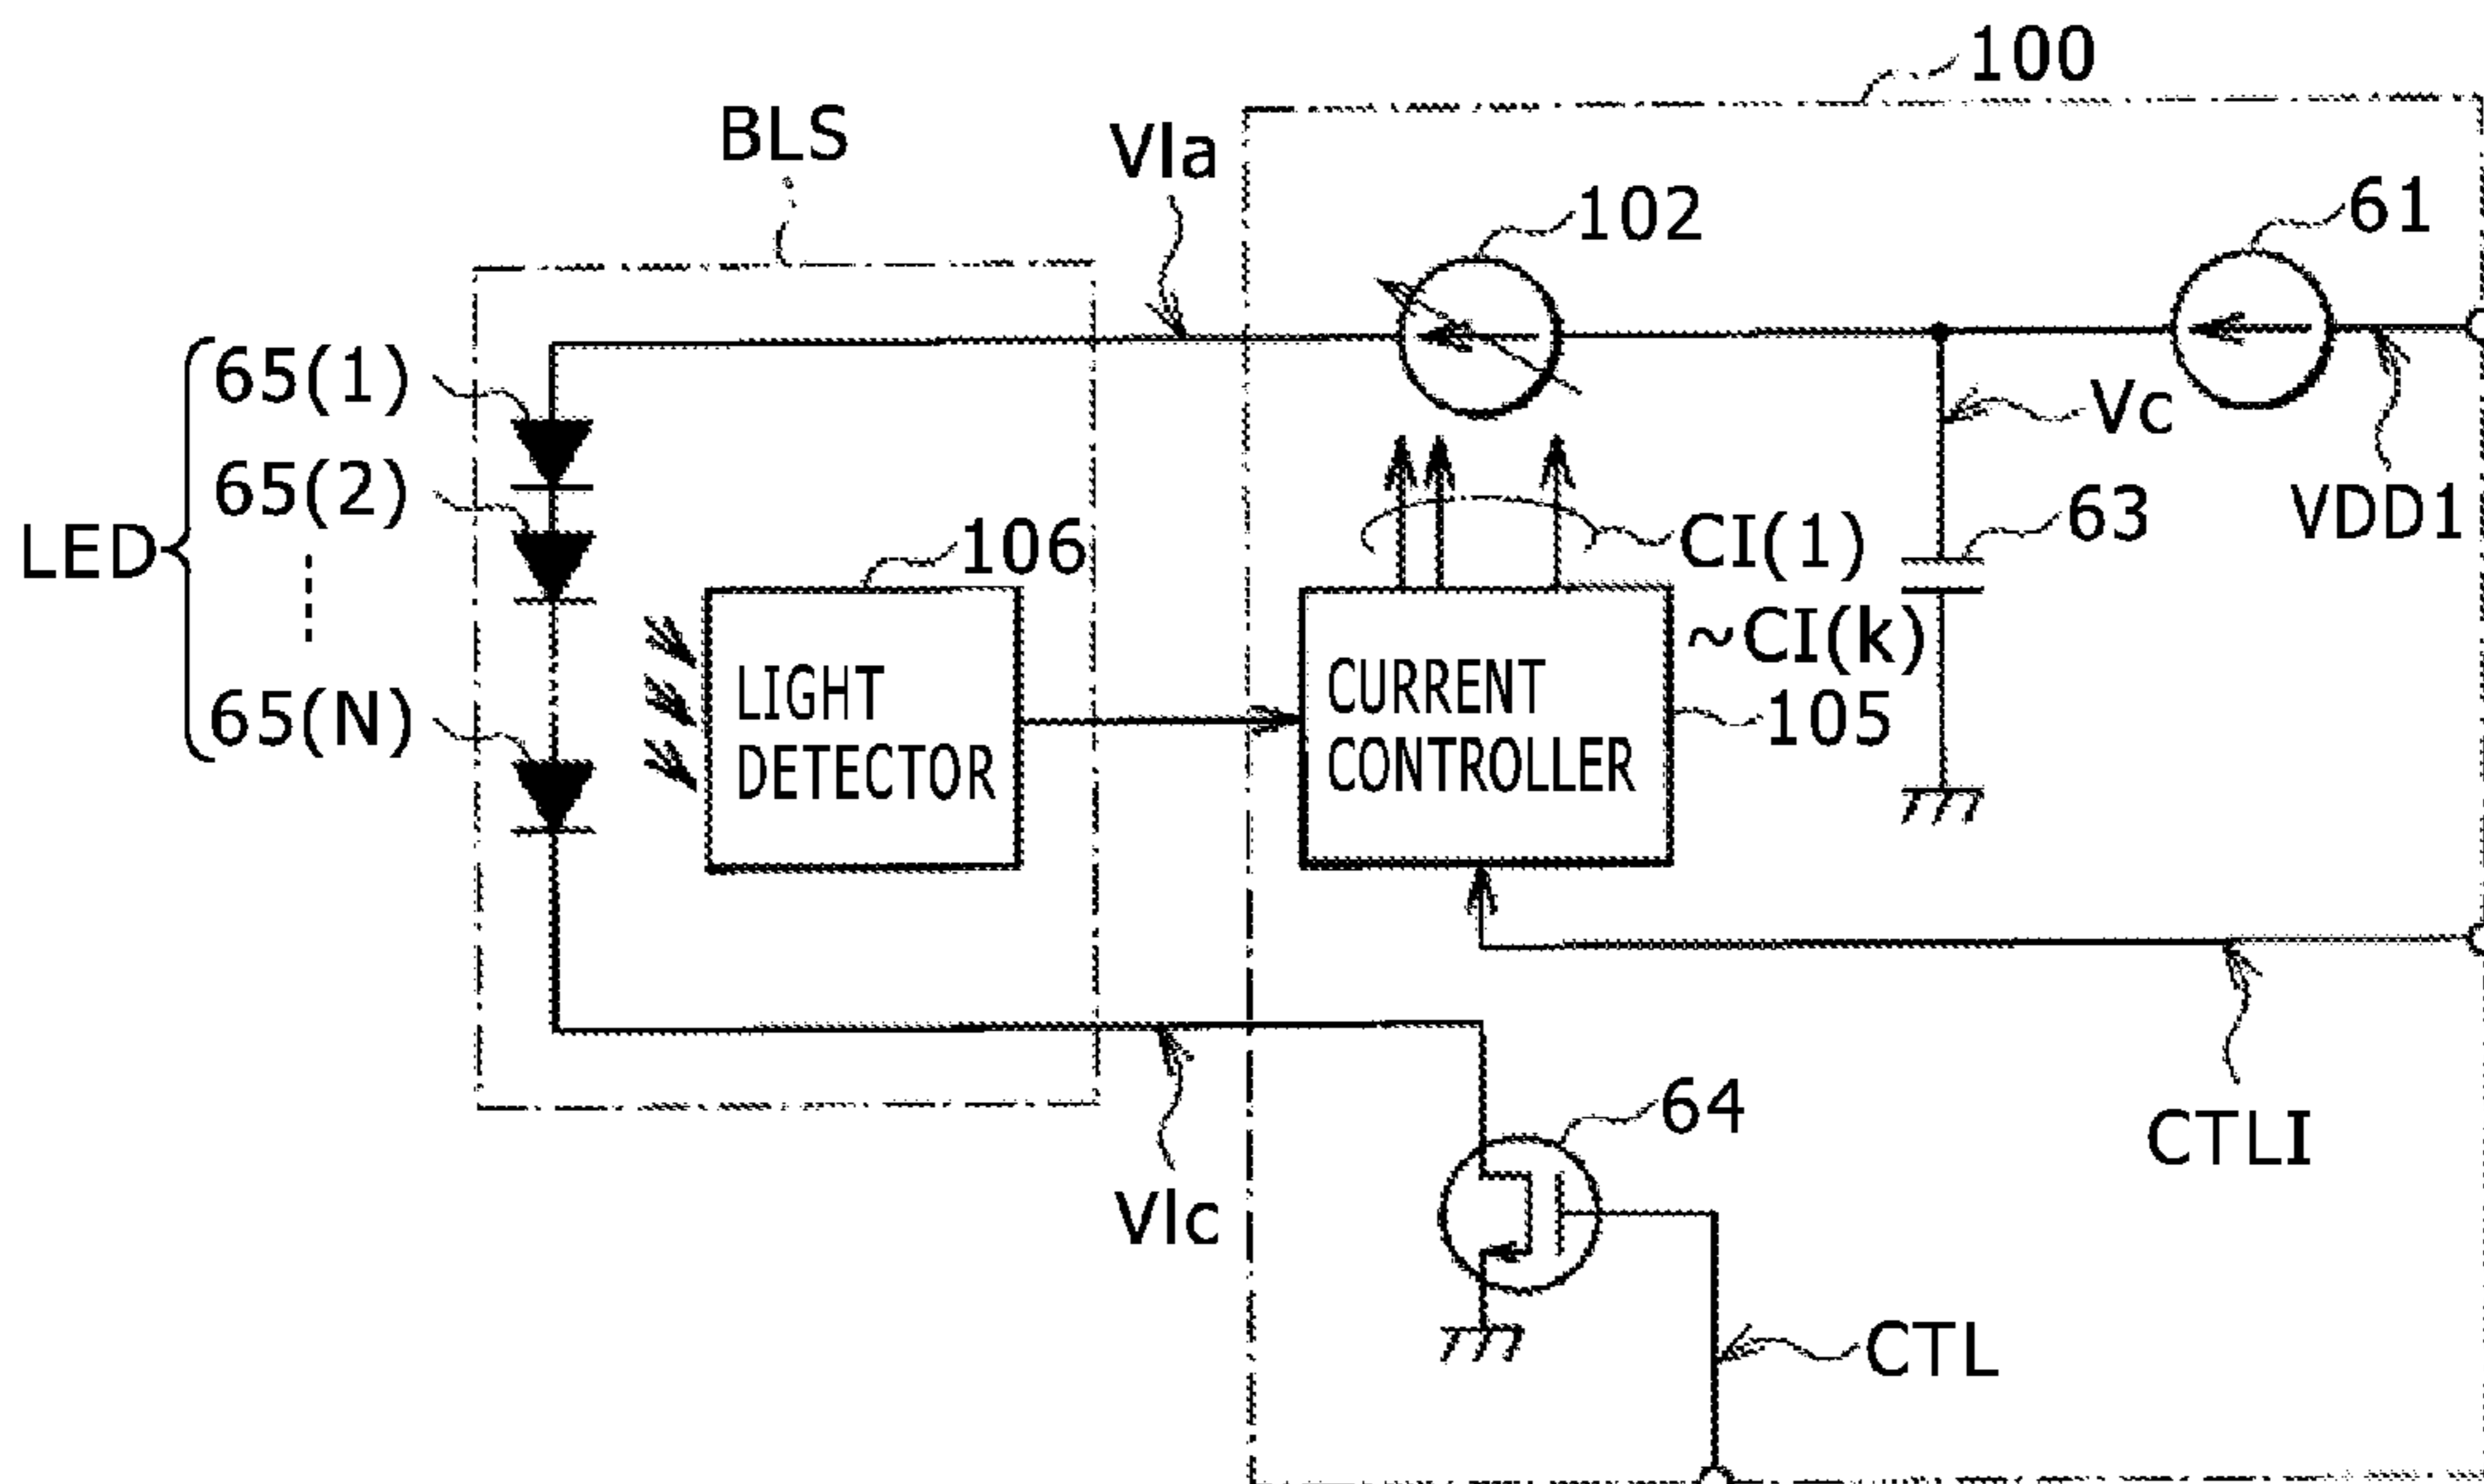 100
BLS
VIa
102
61
65(1)
Vc
65(2)
LED
63
VDD1
106
CI(1)
~CI(k)
LIGHT
DETECTOR
CURRENT
CONTROLLER
65(N)
105
64
CTLI
VIc
CTL